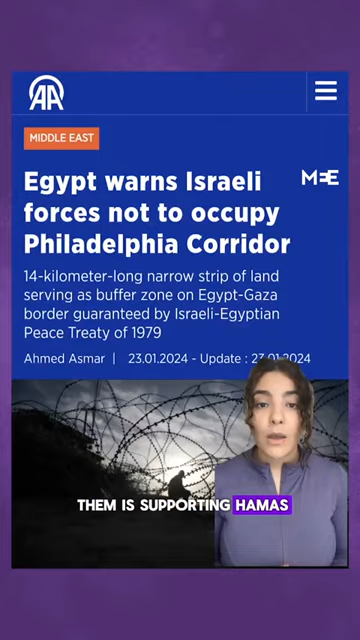 AA
MIDDLE EAST
Egypt warns Israeli
forces not to occupy
Philadelphia Corridor
MEE
14-kilometer-long narrow strip of land
serving as buffer zone on Egypt-Gaza
border guaranteed by Israeli-Egyptian
Peace Treaty of 1979
Ahmed Asmar | 23.01.2024 - Update : 23.01.2024
THEM IS SUPPORTING HAMAS